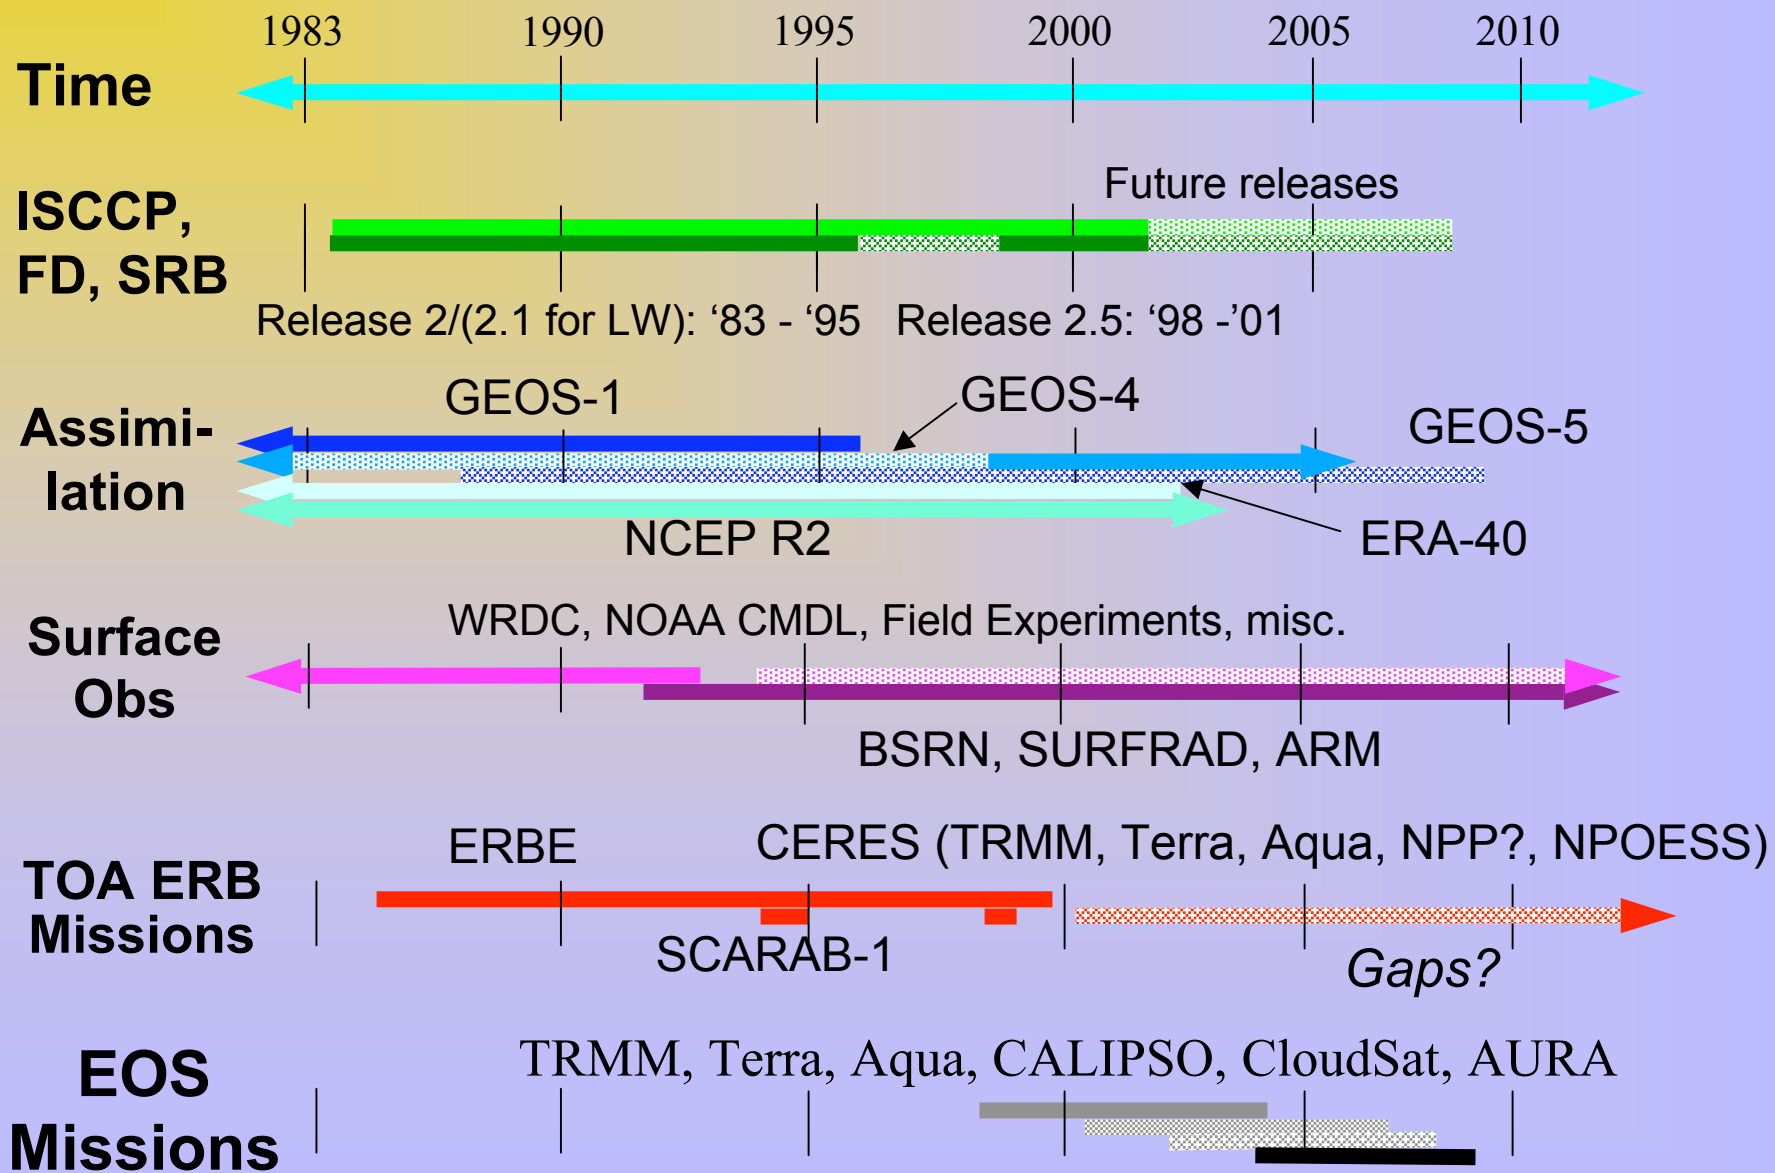 1983 1990 1995 2000 2005 2010
Time
Future releases
ISCCP,
FD, SRB
Release 2/(2.1 for LW): ‘83 - ‘95 Release 2.5: ‘98 -’01
GEOS-1 GEOS-4 GEOS-5
Assimi-
lation
NCEP R2 ERA-40
WRDC, NOAA CMDL, Field Experiments, misc.
Surface
Obs
BSRN, SURFRAD, ARM
ERBE CERES (TRMM, Terra, Aqua, NPP?, NPOESS)
TOA ERB
Missions
SCARAB-1 Gaps?
TRMM, Terra, Aqua, CALIPSO, CloudSat, AURA
EOS
Missions